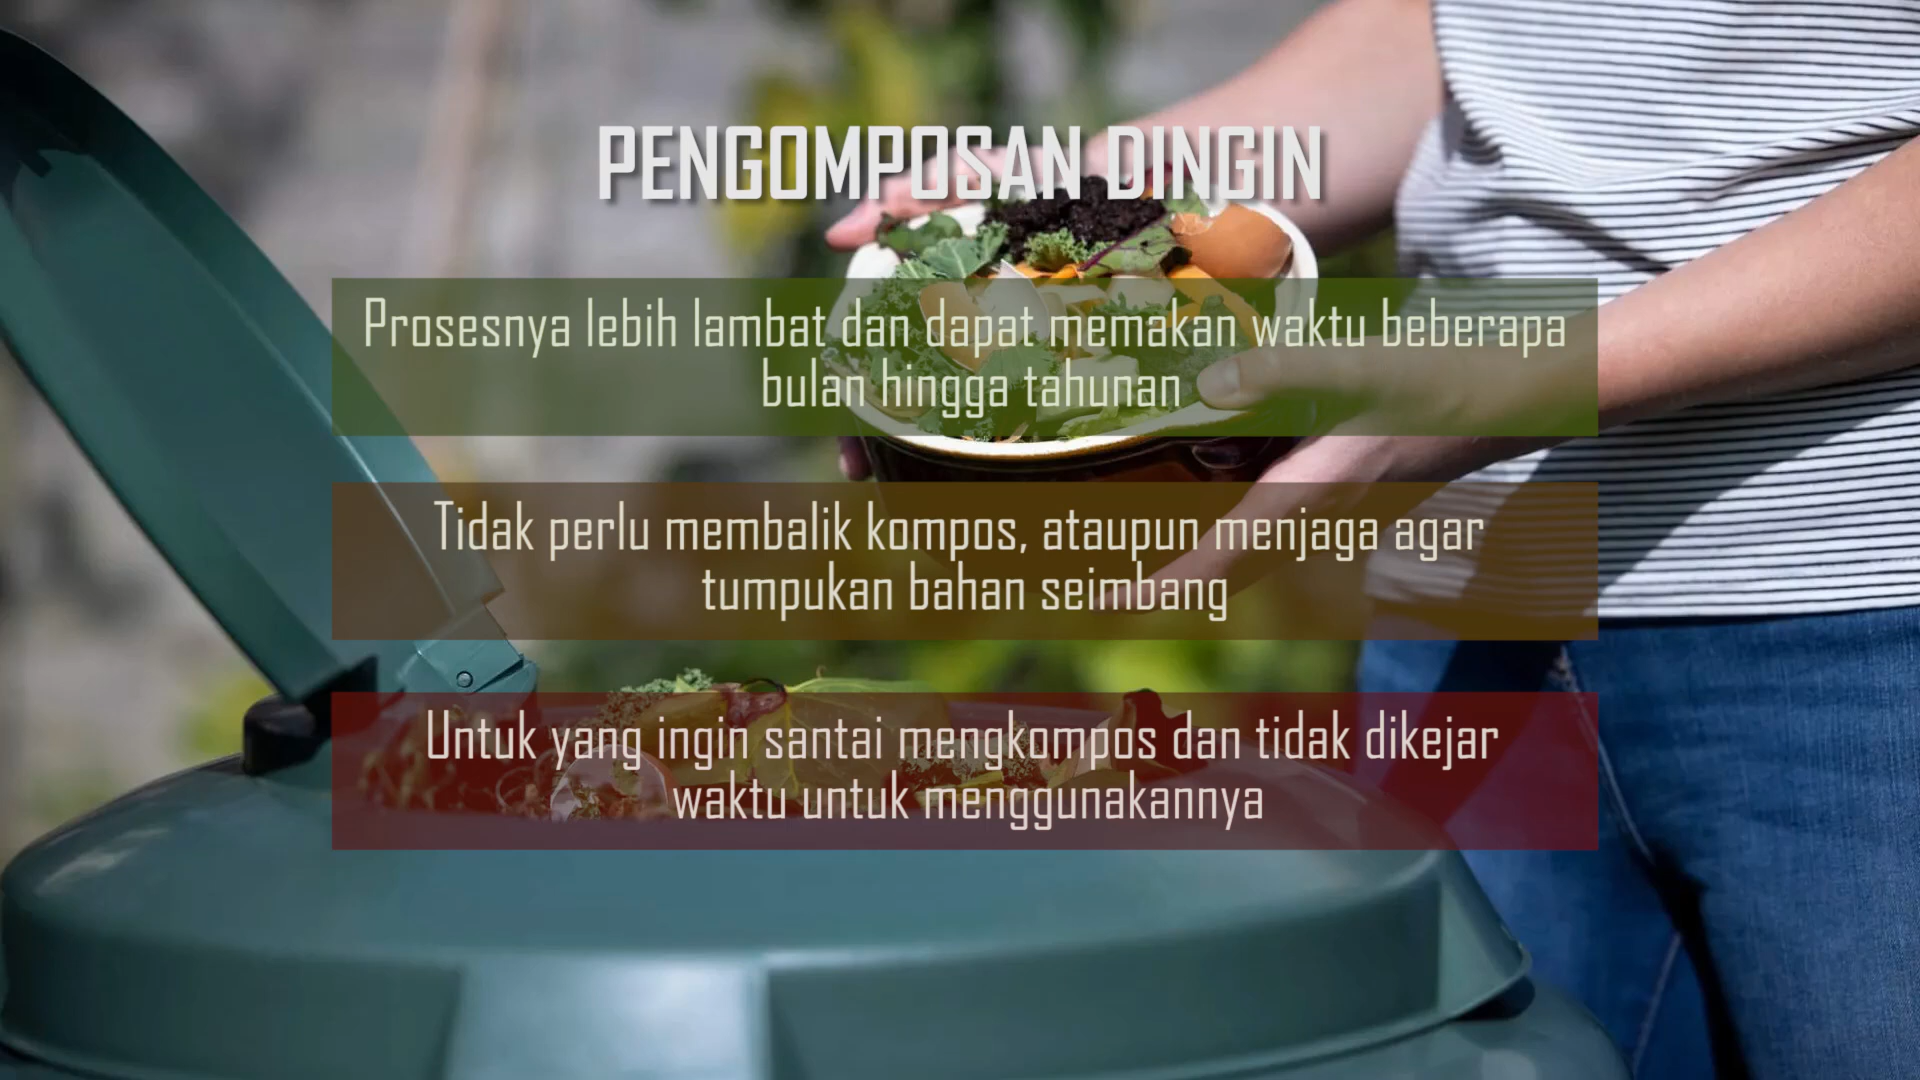 PENGOMPOSAN DINGIN
Prosesnya lebih lambat dan dapat memakan waktu beberapa
bulan hingga tahunan
Tidak perlu membalik kompos, ataupun menjaga agar
tumpukan bahan seimbang
Untuk yang ingin santai mengkompos dan tidak dikejar
waktu untuk menggunakannya